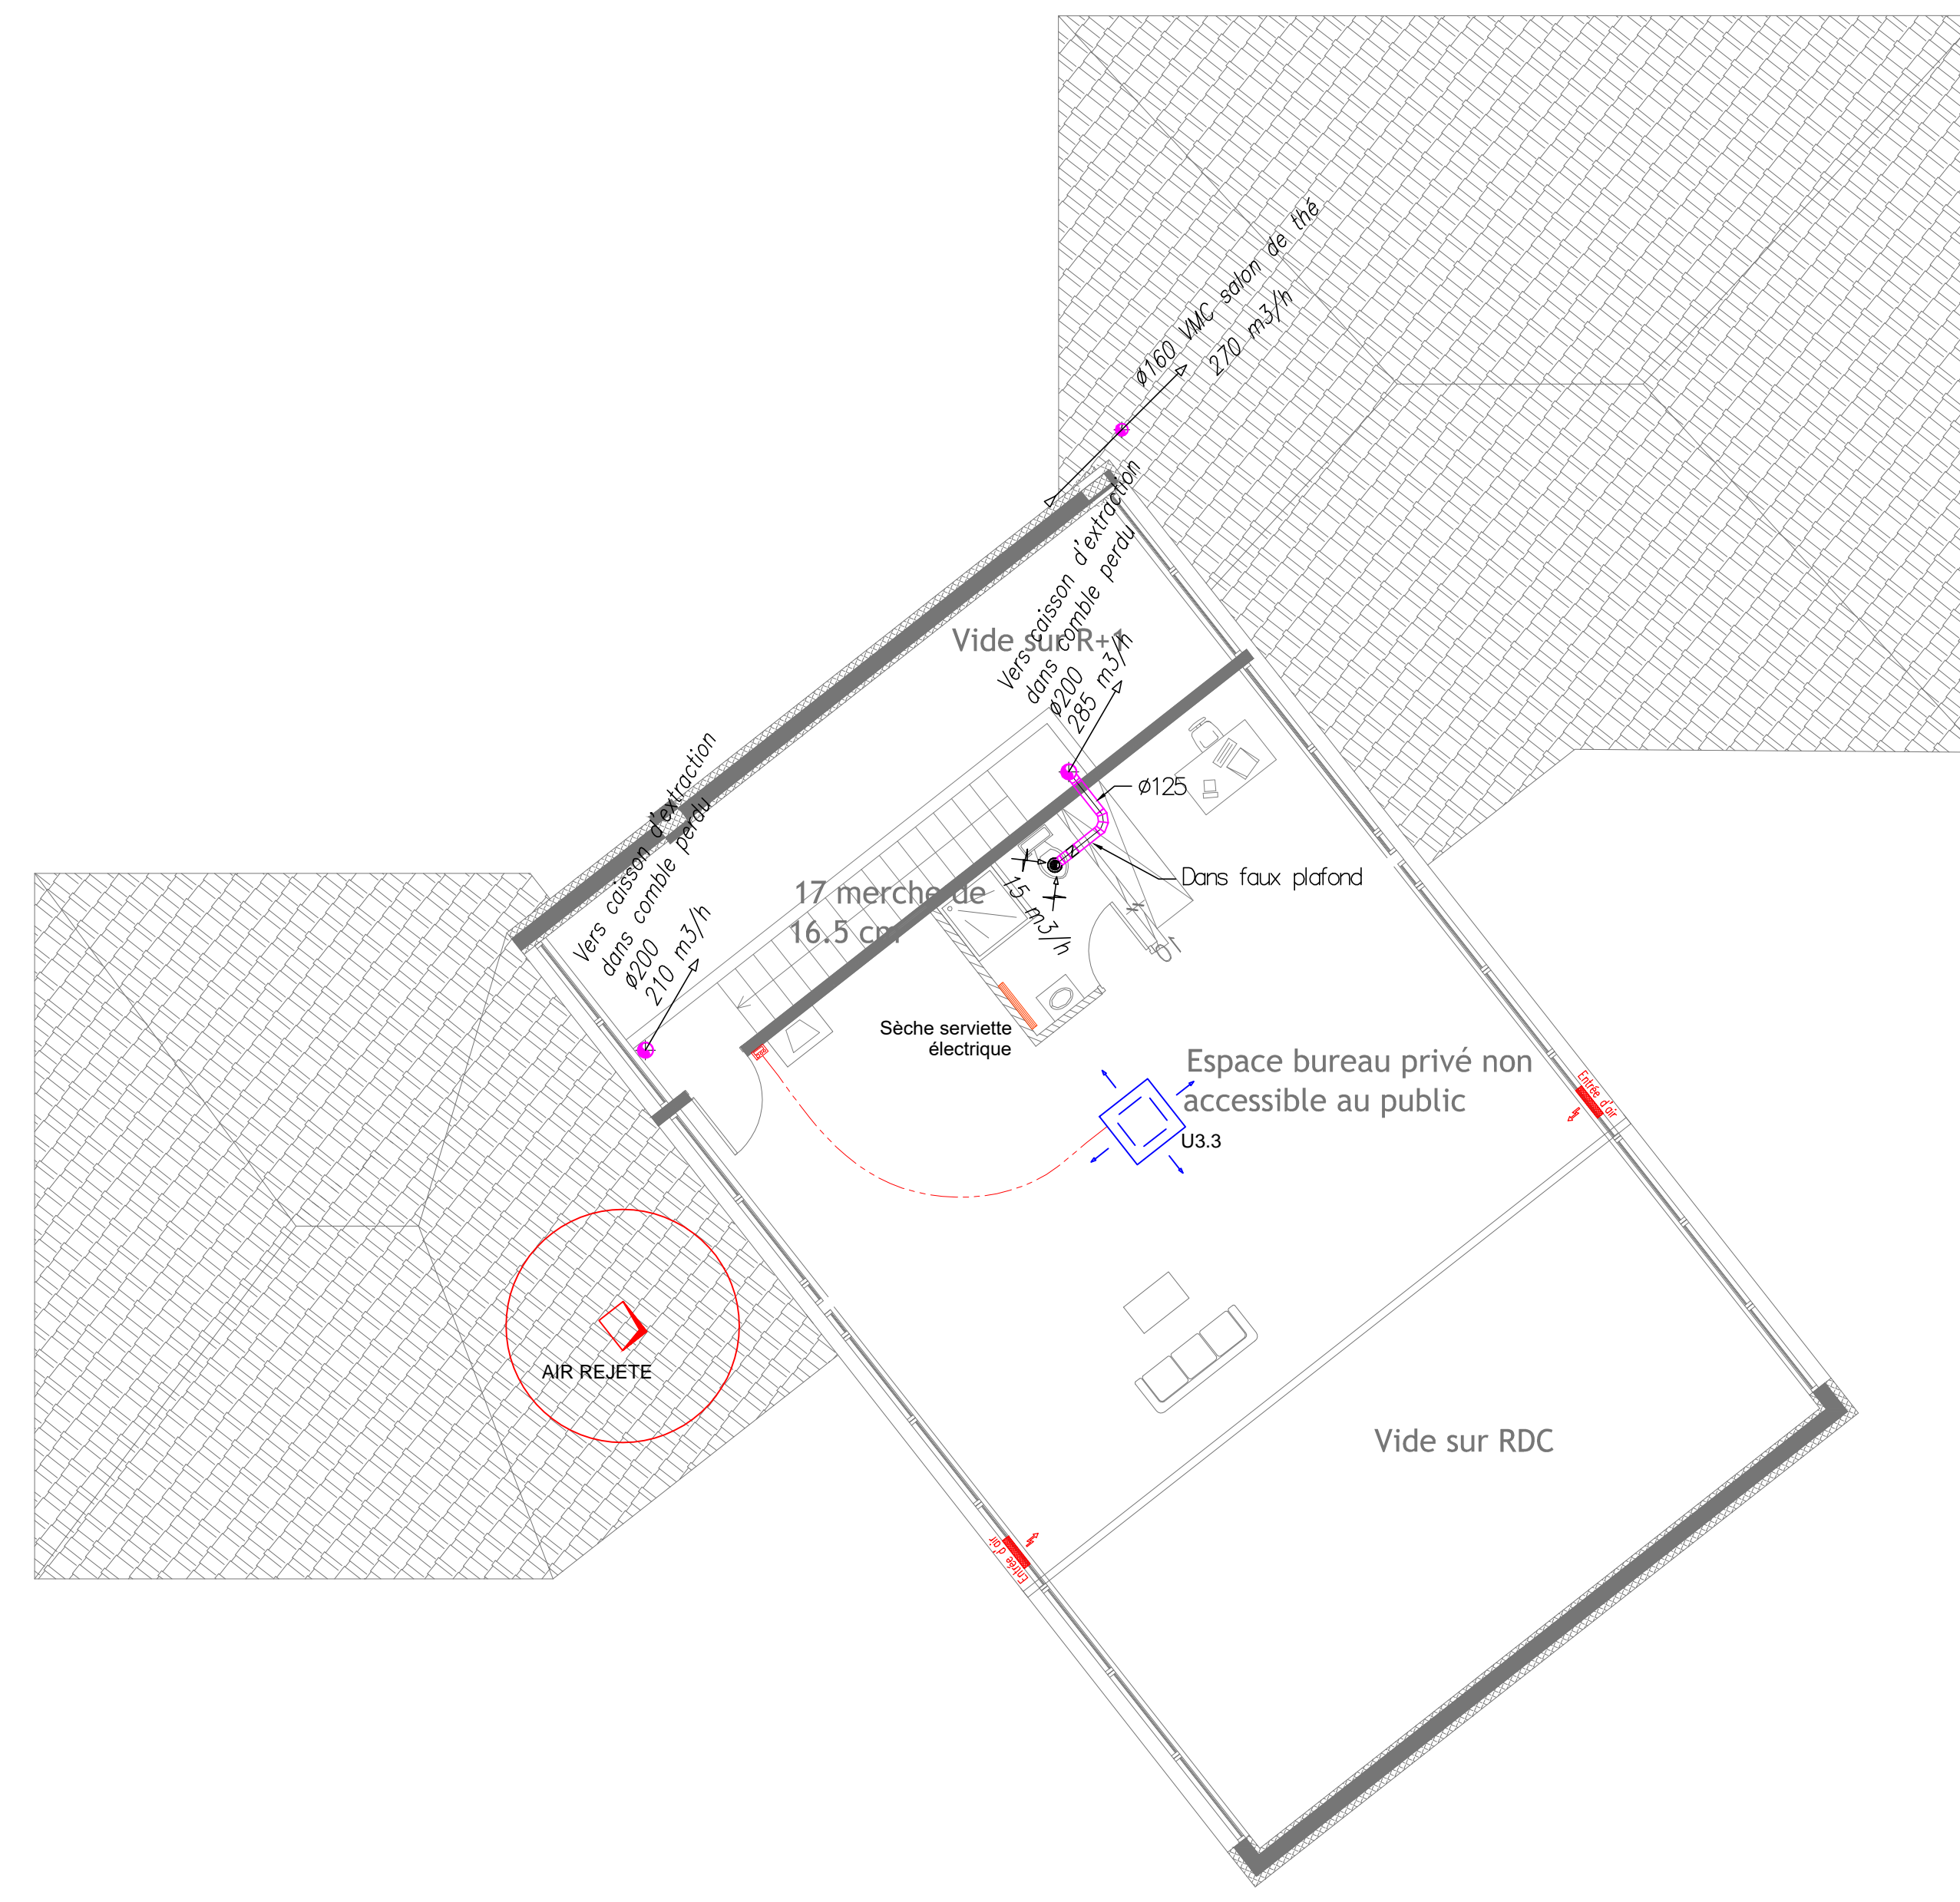 ø160 VMC salon de thé
270 m3/h
Vers caisson d'extraction
dans comble perdu
ø200
285 m3/h
Vide sur R+1
ø125
Dans faux plafond
15 m3/h
Vers caisson d'extraction
dans comble perdu
ø200
210 m3/h
17 merche de
16.5 cm
Sèche serviette
électrique
Espace bureau privé non
accessible au public
U3.3
Entrée d'air
AIR REJETE
Vide sur RDC
Entrée d'air